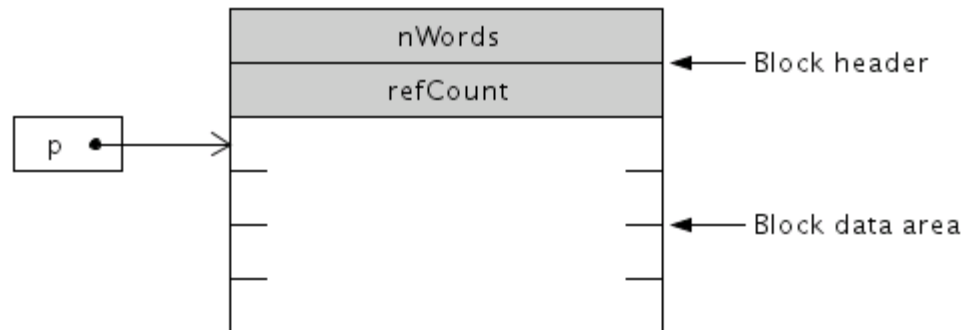 nWords
Block header
refCount
p
Block data area